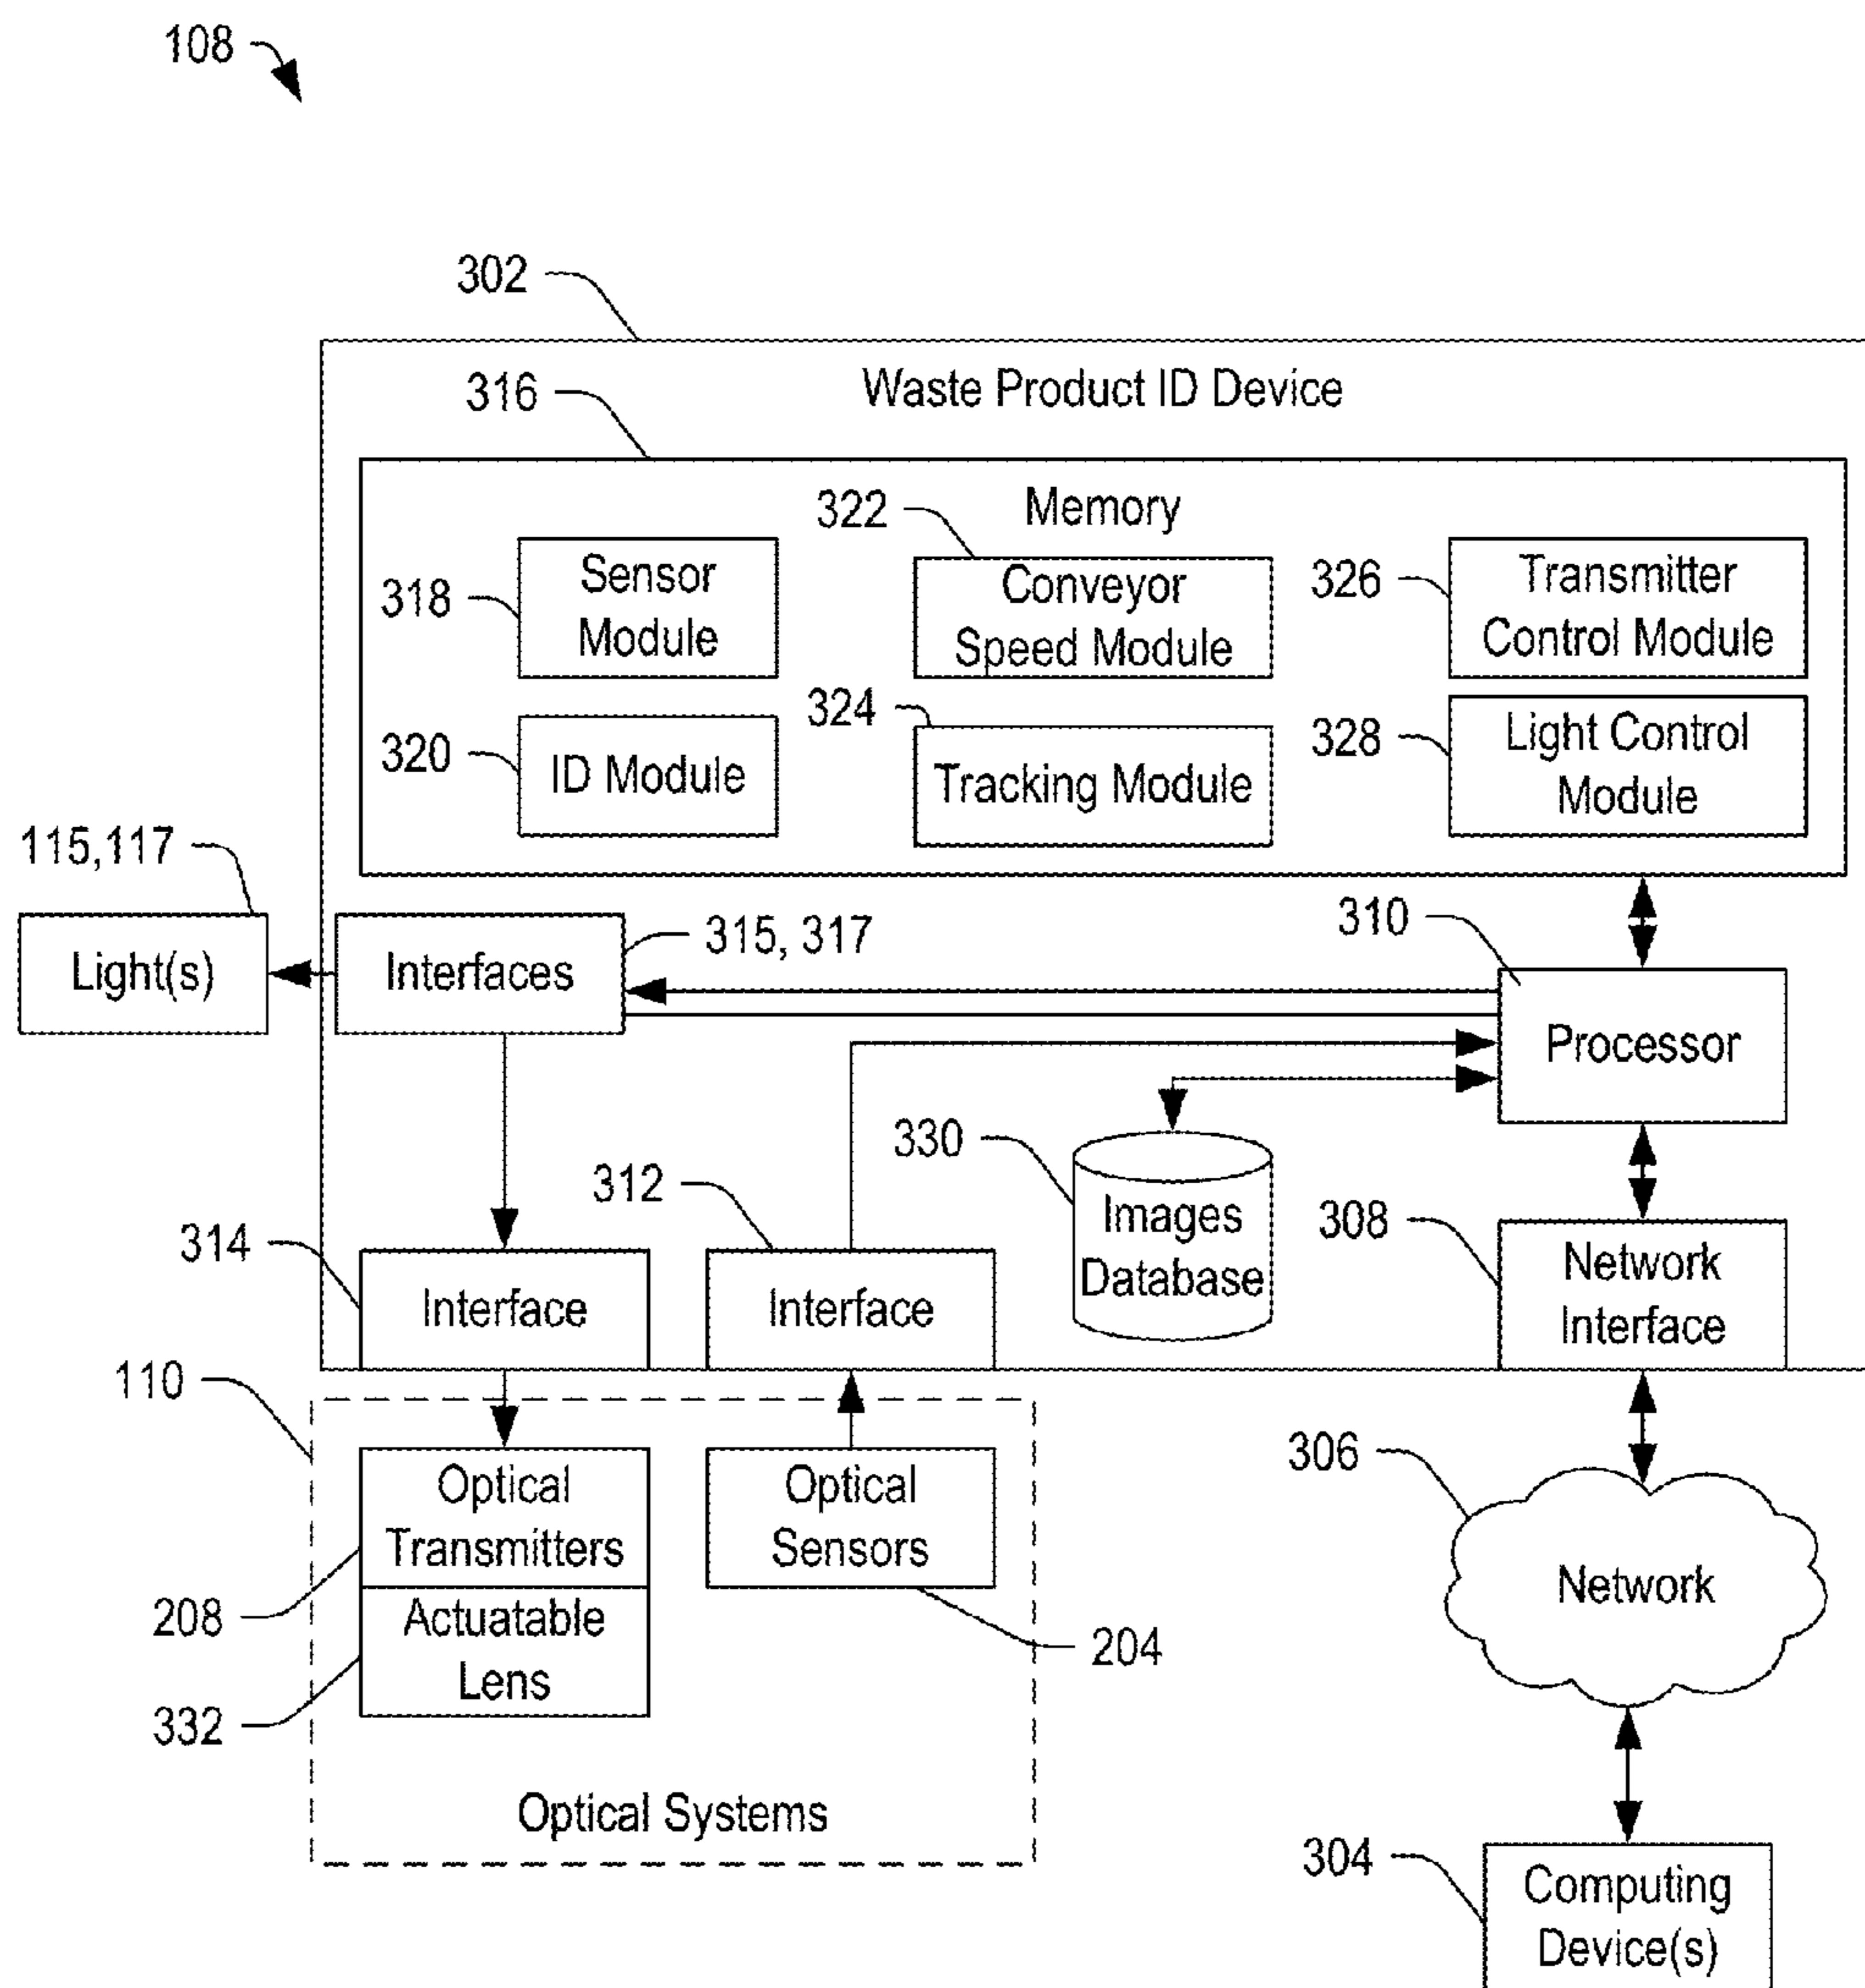 108
302
Waste Product ID Device
316
Memory
318
Sensor
Module
322
Conveyor
Speed Module
326
Transmitter
Control Module
320
ID Module
324
Tracking Module
328
Light Control
Module
115,117
Light(s)
Interfaces
315, 317
310
Processor
330
Images
Database
314
Interface
312
Interface
308
Network
Interface
110
Optical
Transmitters
208
Actuatable
Lens
332
Optical
Sensors
204
Optical Systems
306
Network
304
Computing
Device(s)